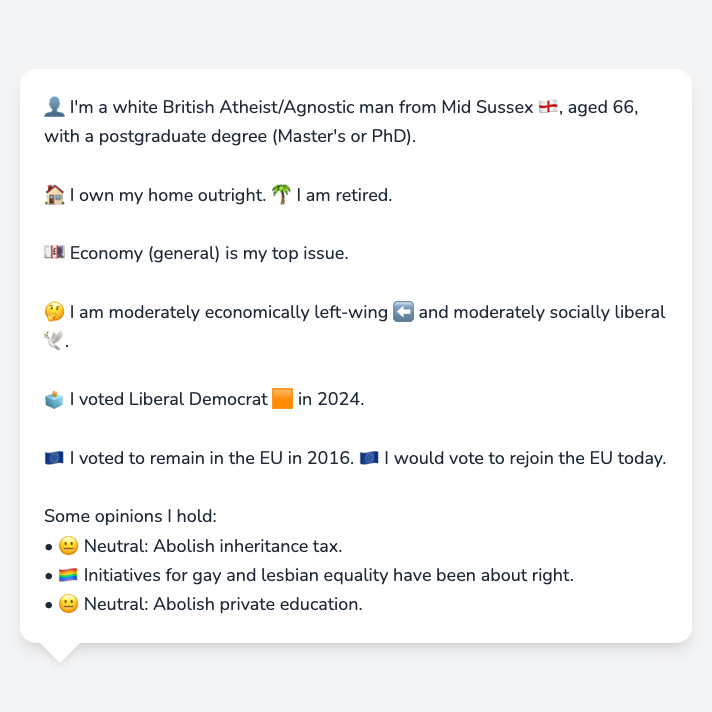 👤 I'm a white British Atheist/Agnostic man from Mid Sussex 🏴󠁧󠁢󠁥󠁮󠁧󠁿, aged 66,
with a postgraduate degree (Master's or PhD).
🏠 I own my home outright. 🌴 I am retired.
💷 Economy (general) is my top issue.
🤔 I am moderately economically left-wing ⬅️ and moderately socially liberal
🕊️.
🗳️ I voted Liberal Democrat 🟧 in 2024.
🇪🇺 I voted to remain in the EU in 2016. 🇪🇺 I would vote to rejoin the EU today.
Some opinions I hold:
• 😐 Neutral: Abolish inheritance tax.
• 🏳️‍🌈 Initiatives for gay and lesbian equality have been about right.
• 😐 Neutral: Abolish private education.